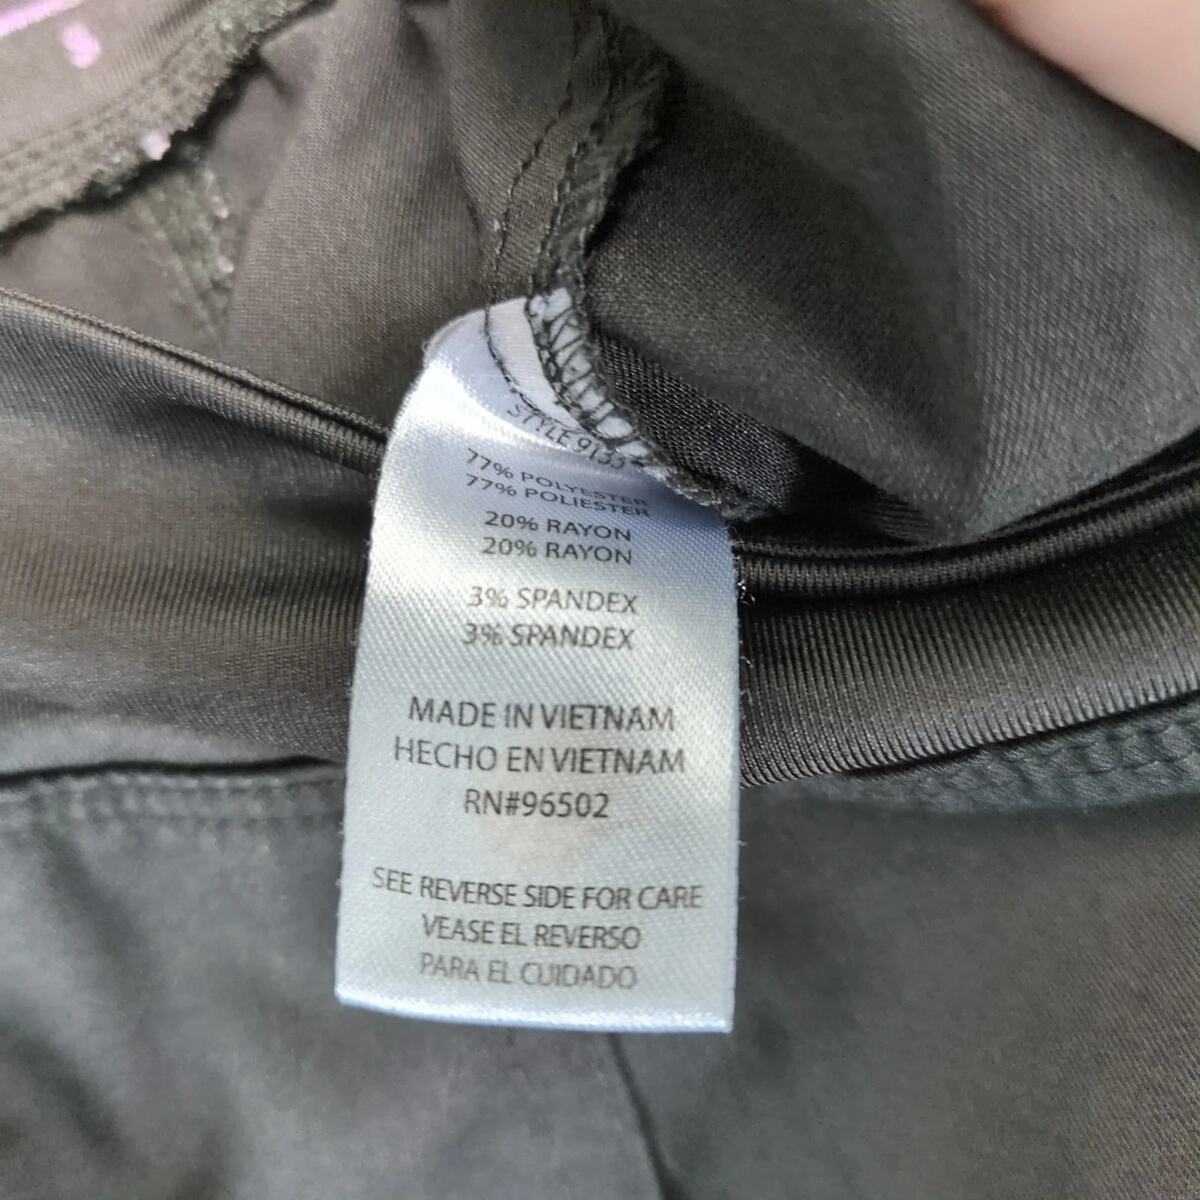 STYLE 9135
77% POLYESTER
77% POLIESTER
20% RAYON
20% RAYON
3% SPANDEX
3% SPANDEX
MADE IN VIETNAM
HECHO EN VIETNAM
RN#96502
SEE REVERSE SIDE FOR CARE
VEASE EL REVERSO
PARA EL CUIDADO